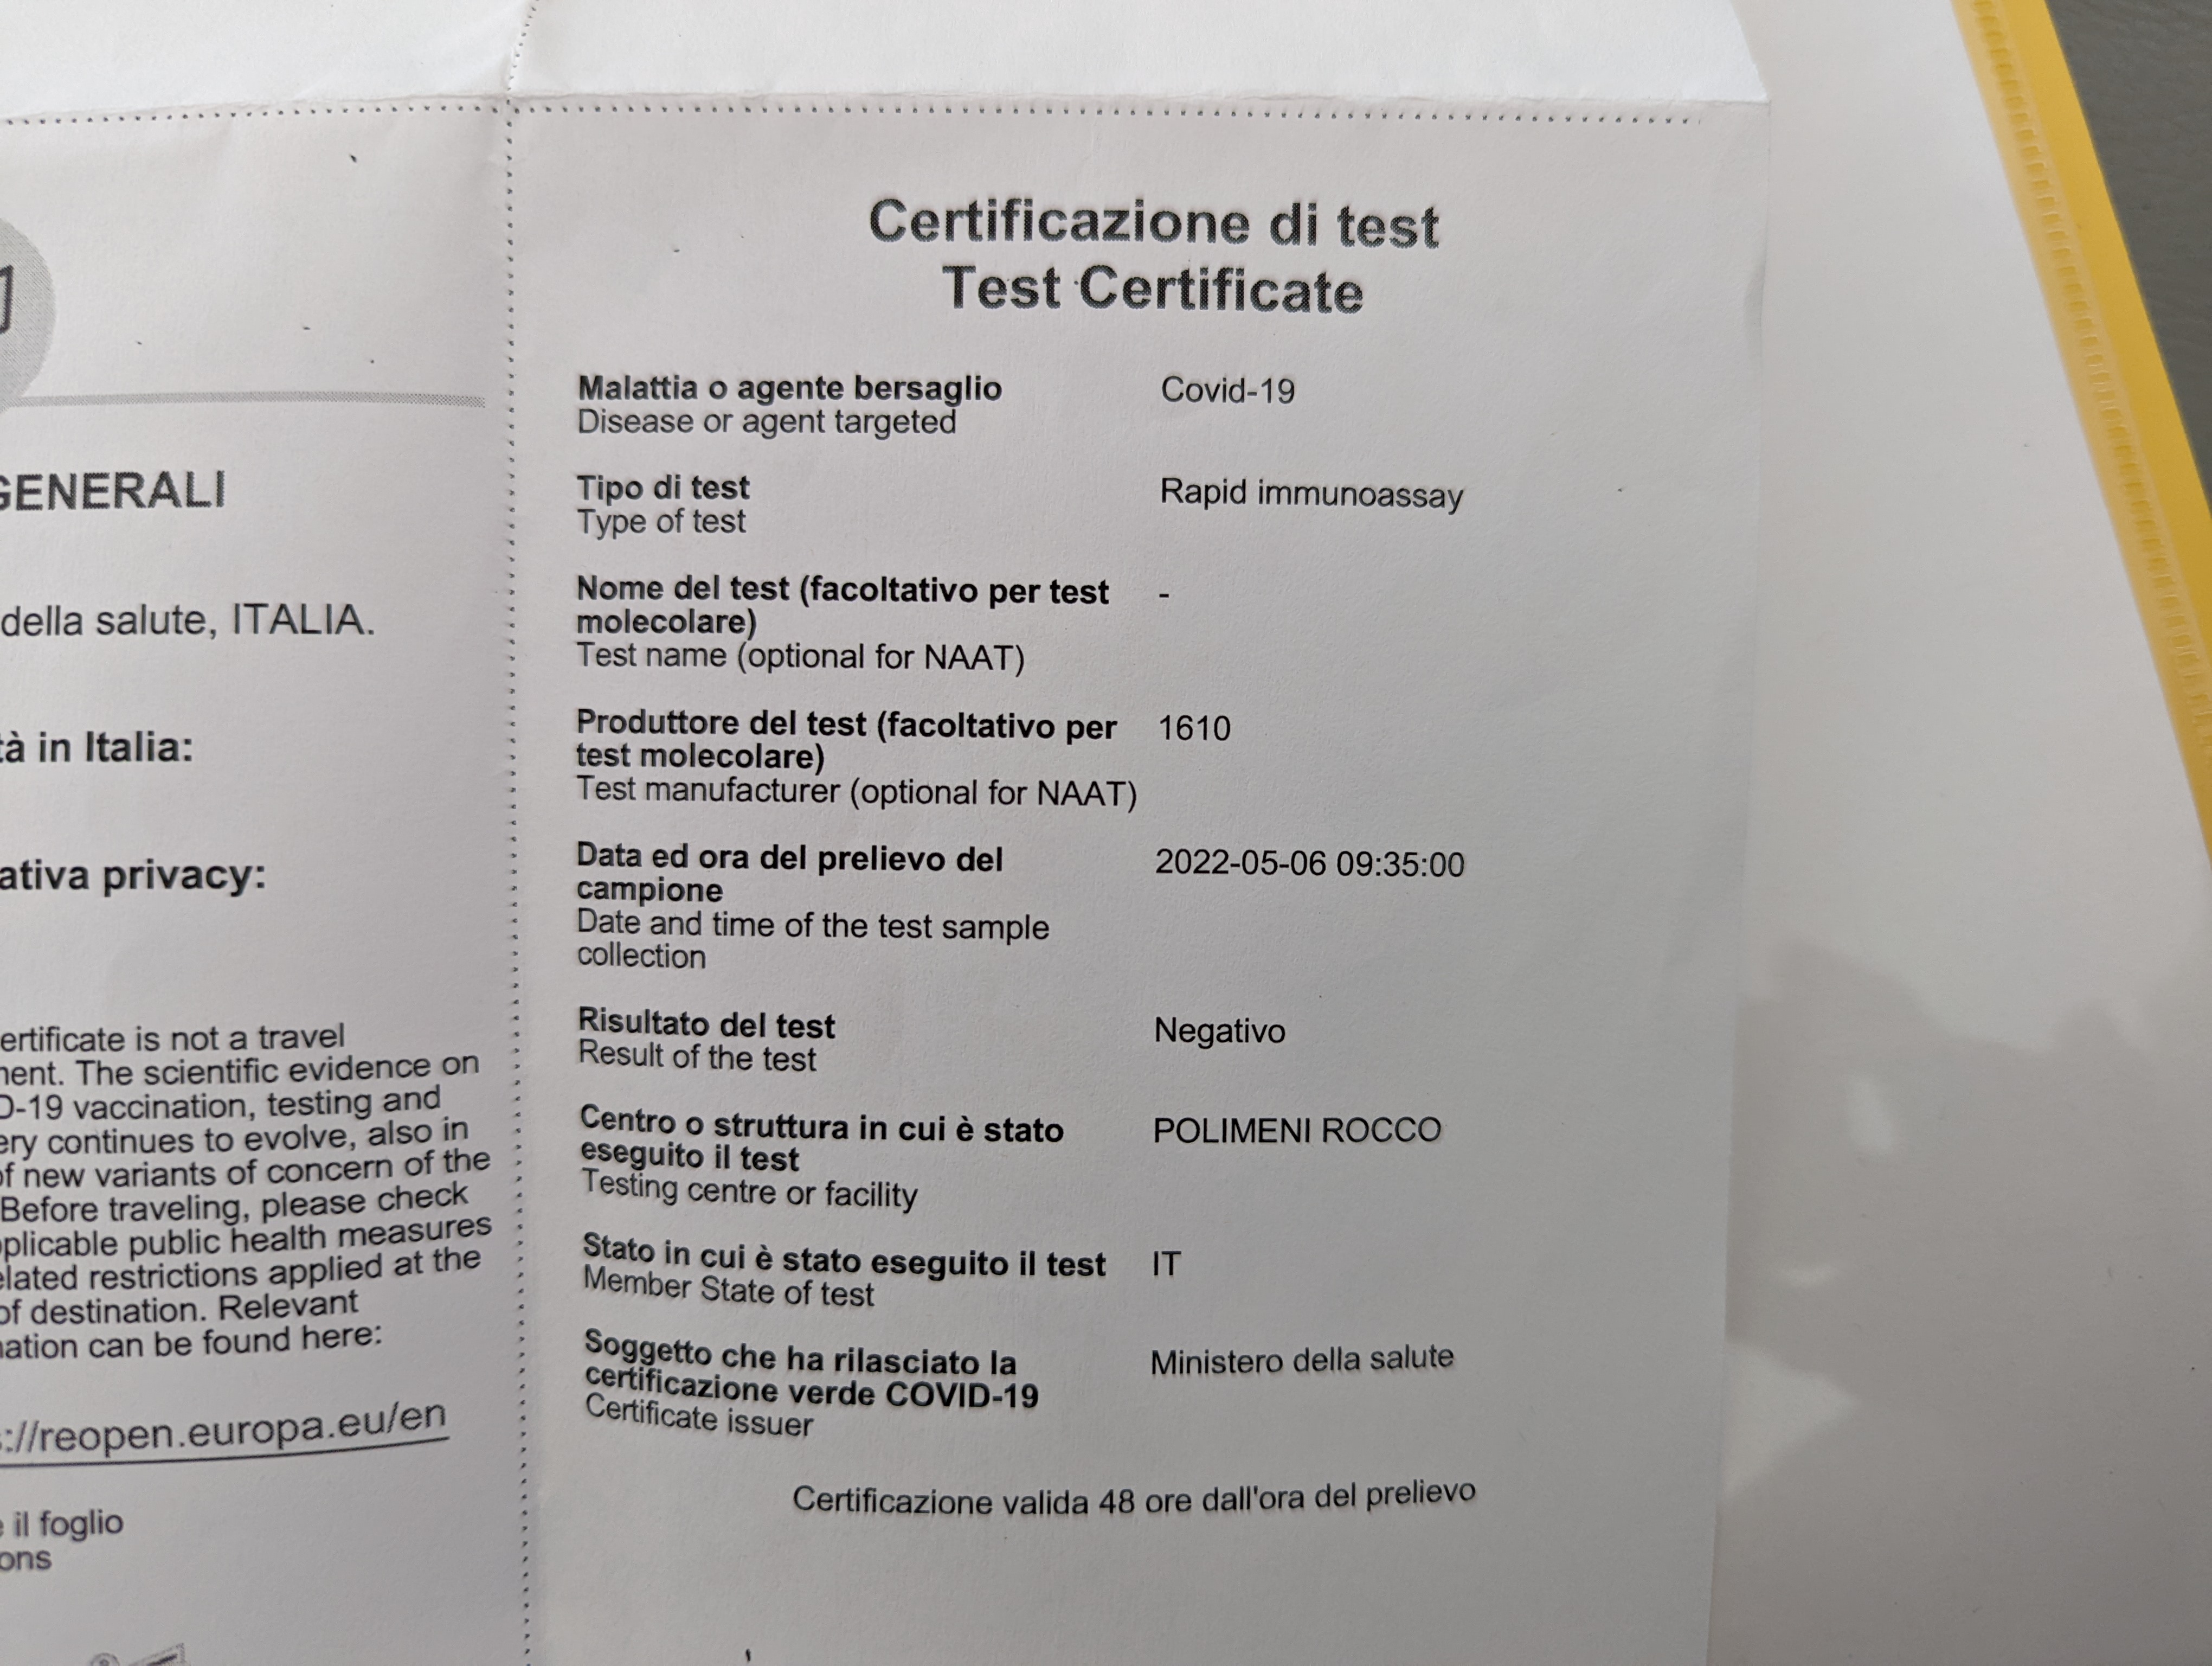 GENERALI
della salute, ITALIA.
in Italia:
privacy:
certificate is not a travel
The scientific evidence on
D-19 vaccination, testing and
continues to evolve, also in
of new variants of concern of the
Before traveling, please check
applicable public health measures
related restrictions applied at the
of destination. Relevant
can be found here:
://reopen.europa.eu/en
il foglio
Certificazione di test
Test Certificate
Malattia o agente bersaglio Covid-19
Disease or agent targeted
Tipo di test Rapid immunoassay
Type of test
Nome del test (facoltativo per test -
molecolare)
Test name (optional for NAAT)
Produttore del test (facoltativo per 1610
test molecolare)
Test manufacturer (optional for NAAT)
Data ed ora del prelievo del 2022-05-06 09:35:00
campione
Date and time of the test sample
collection
Risultato del test Negativo
Result of the test
Centro o struttura in cui è stato POLIMENI ROCCO
eseguito il test
Testing centre or facility
Stato in cui è stato eseguito il test IT
Member State of test
Soggetto che ha rilasciato la Ministero della salute
certificazione verde COVID-19
Certificate issuer
Certificazione valida 48 ore dall'ora del prelievo